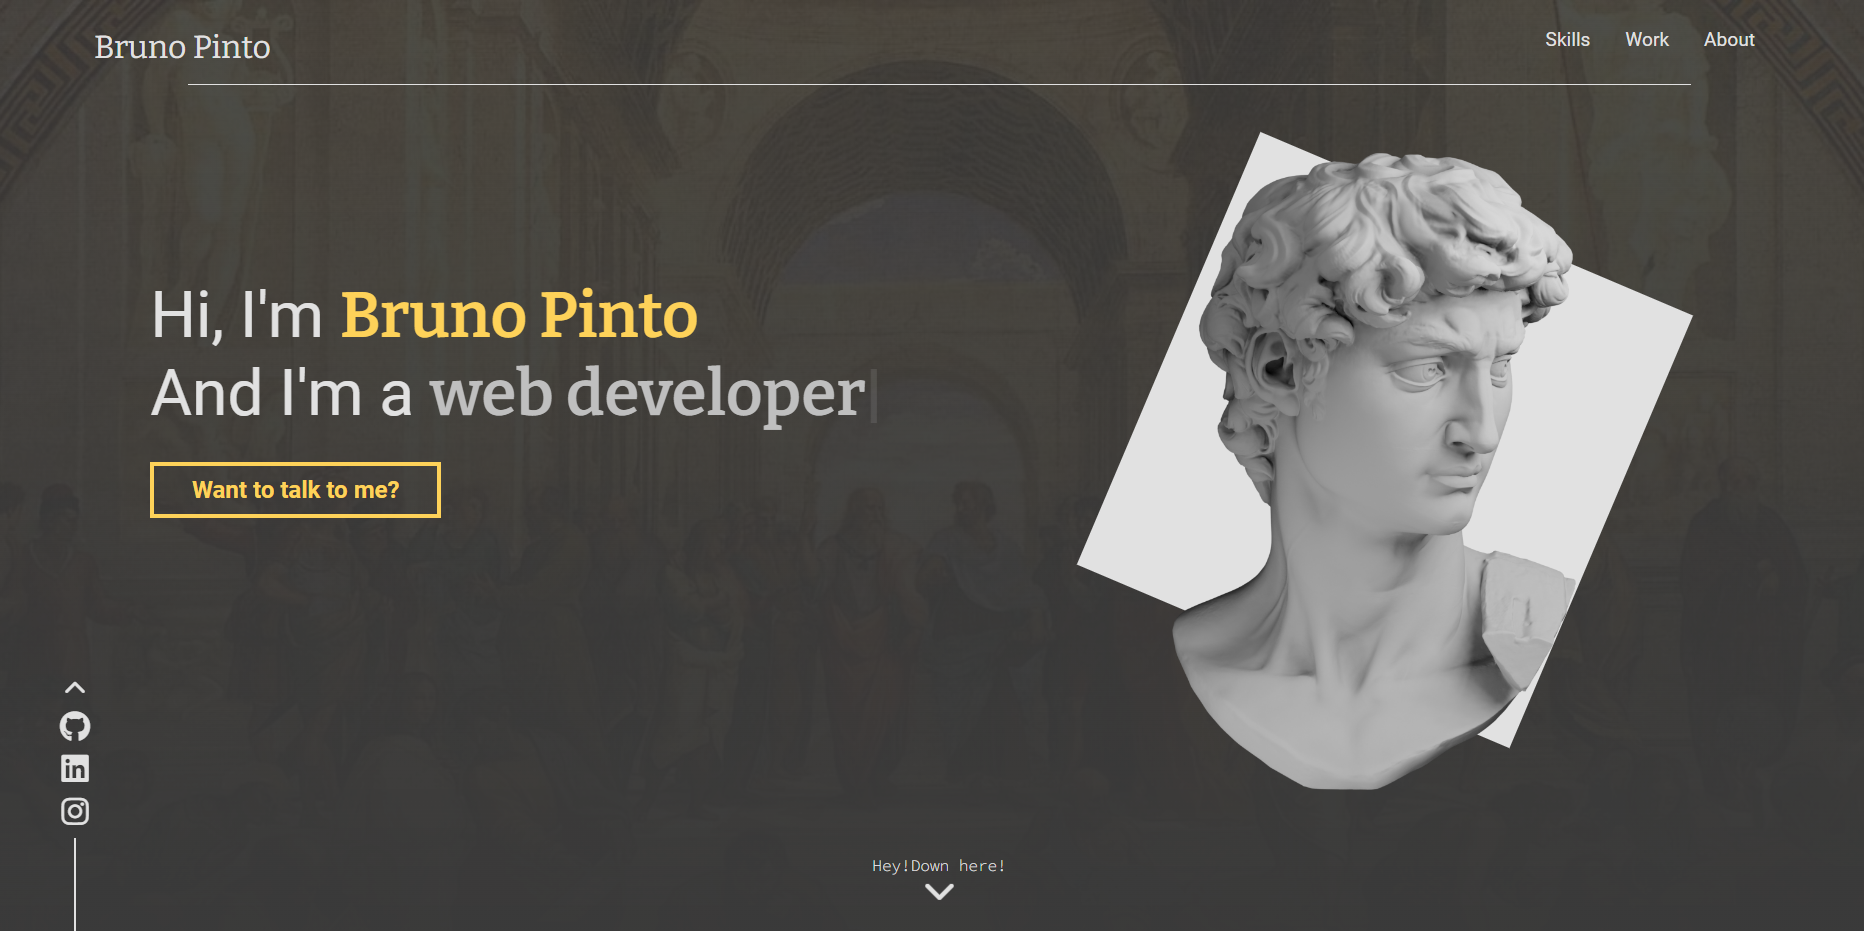 Bruno Pinto
Skills Work About
Hi, I'm Bruno Pinto
And I'm a web developer|
Want to talk to me?
in
Hey!Down here!